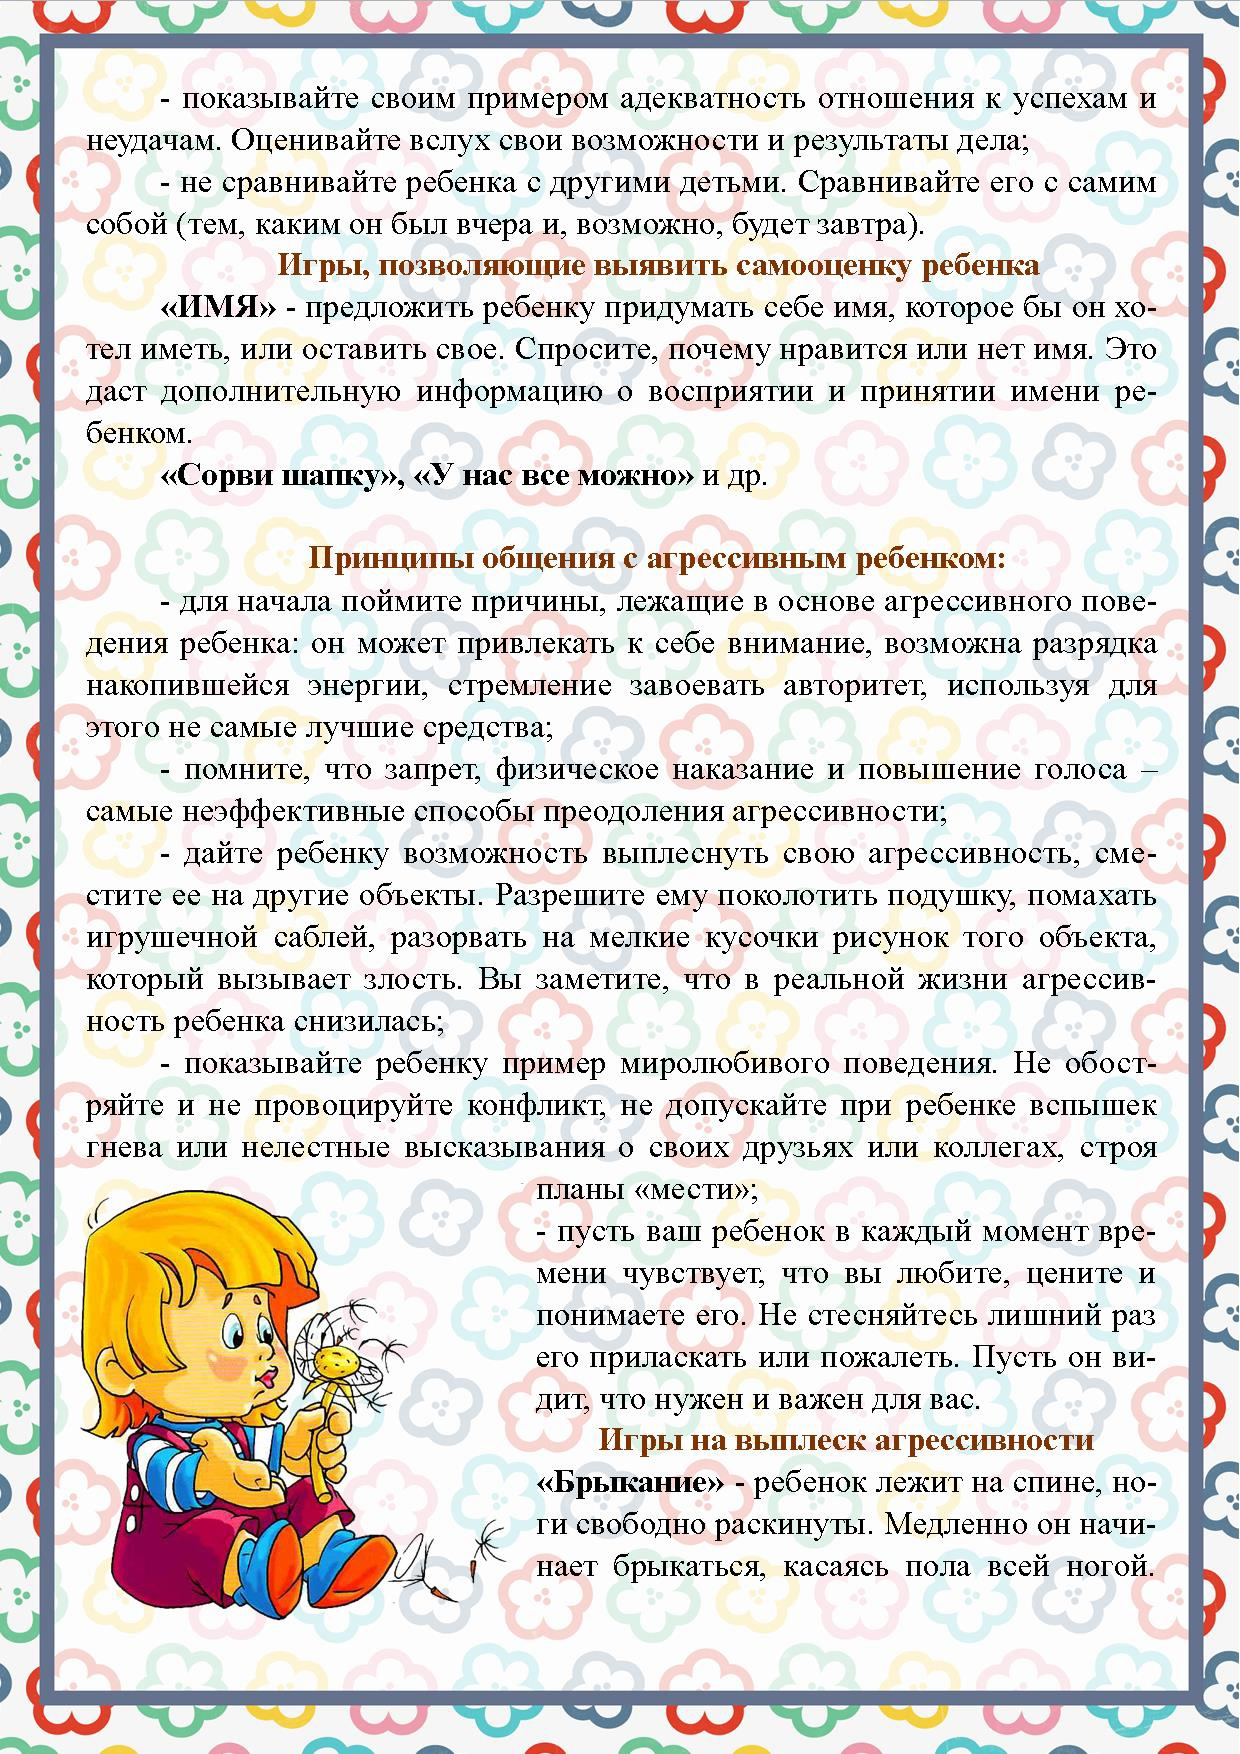 - показывайте своим примером адекватность отношения к успехам и
неудачам. Оценивайте вслух свои возможности и результаты дела;
- не сравнивайте ребенка с другими детьми. Сравнивайте его с самим
собой (тем, каким он был вчера и, возможно, будет завтра).
Игры, позволяющие выявить самооценку ребенка
«ИМЯ» - предложить ребенку придумать себе имя, которое бы он хо-
тел иметь, или оставить свое. Спросите, почему нравится или нет имя. Это
даст дополнительную информацию о восприятии и принятии имени ре-
бенком.
«Сорви шапку», «У нас все можно» и др.
Принципы общения с агрессивным ребенком:
- для начала поймите причины, лежащие в основе агрессивного пове-
дения ребенка: он может привлекать к себе внимание, возможна разрядка
накопившейся энергии, стремление завоевать авторитет, используя для
этого не самые лучшие средства;
- помните, что запрет, физическое наказание и повышение голоса –
самые неэффективные способы преодоления агрессивности;
- дайте ребенку возможность выплеснуть свою агрессивность, сме-
стите ее на другие объекты. Разрешите ему поколотить подушку, помахать
игрушечной саблей, разорвать на мелкие кусочки рисунок того объекта,
который вызывает злость. Вы заметите, что в реальной жизни агрессив-
ность ребенка снизилась;
- показывайте ребенку пример миролюбивого поведения. Не обост-
ряйте и не провоцируйте конфликт, не допускайте при ребенке вспышек
гнева или нелестные высказывания о своих друзьях или коллегах, строя
планы «мести»;
- пусть ваш ребенок в каждый момент вре-
мени чувствует, что вы любите, цените и
понимаете его. Не стесняйтесь лишний раз
его приласкать или пожалеть. Пусть он ви-
дит, что нужен и важен для вас.
Игры на выплеск агрессивности
«Брыкание» - ребенок лежит на спине, но-
ги свободно раскинуты. Медленно он начи-
нает брыкаться, касаясь пола всей ногой.